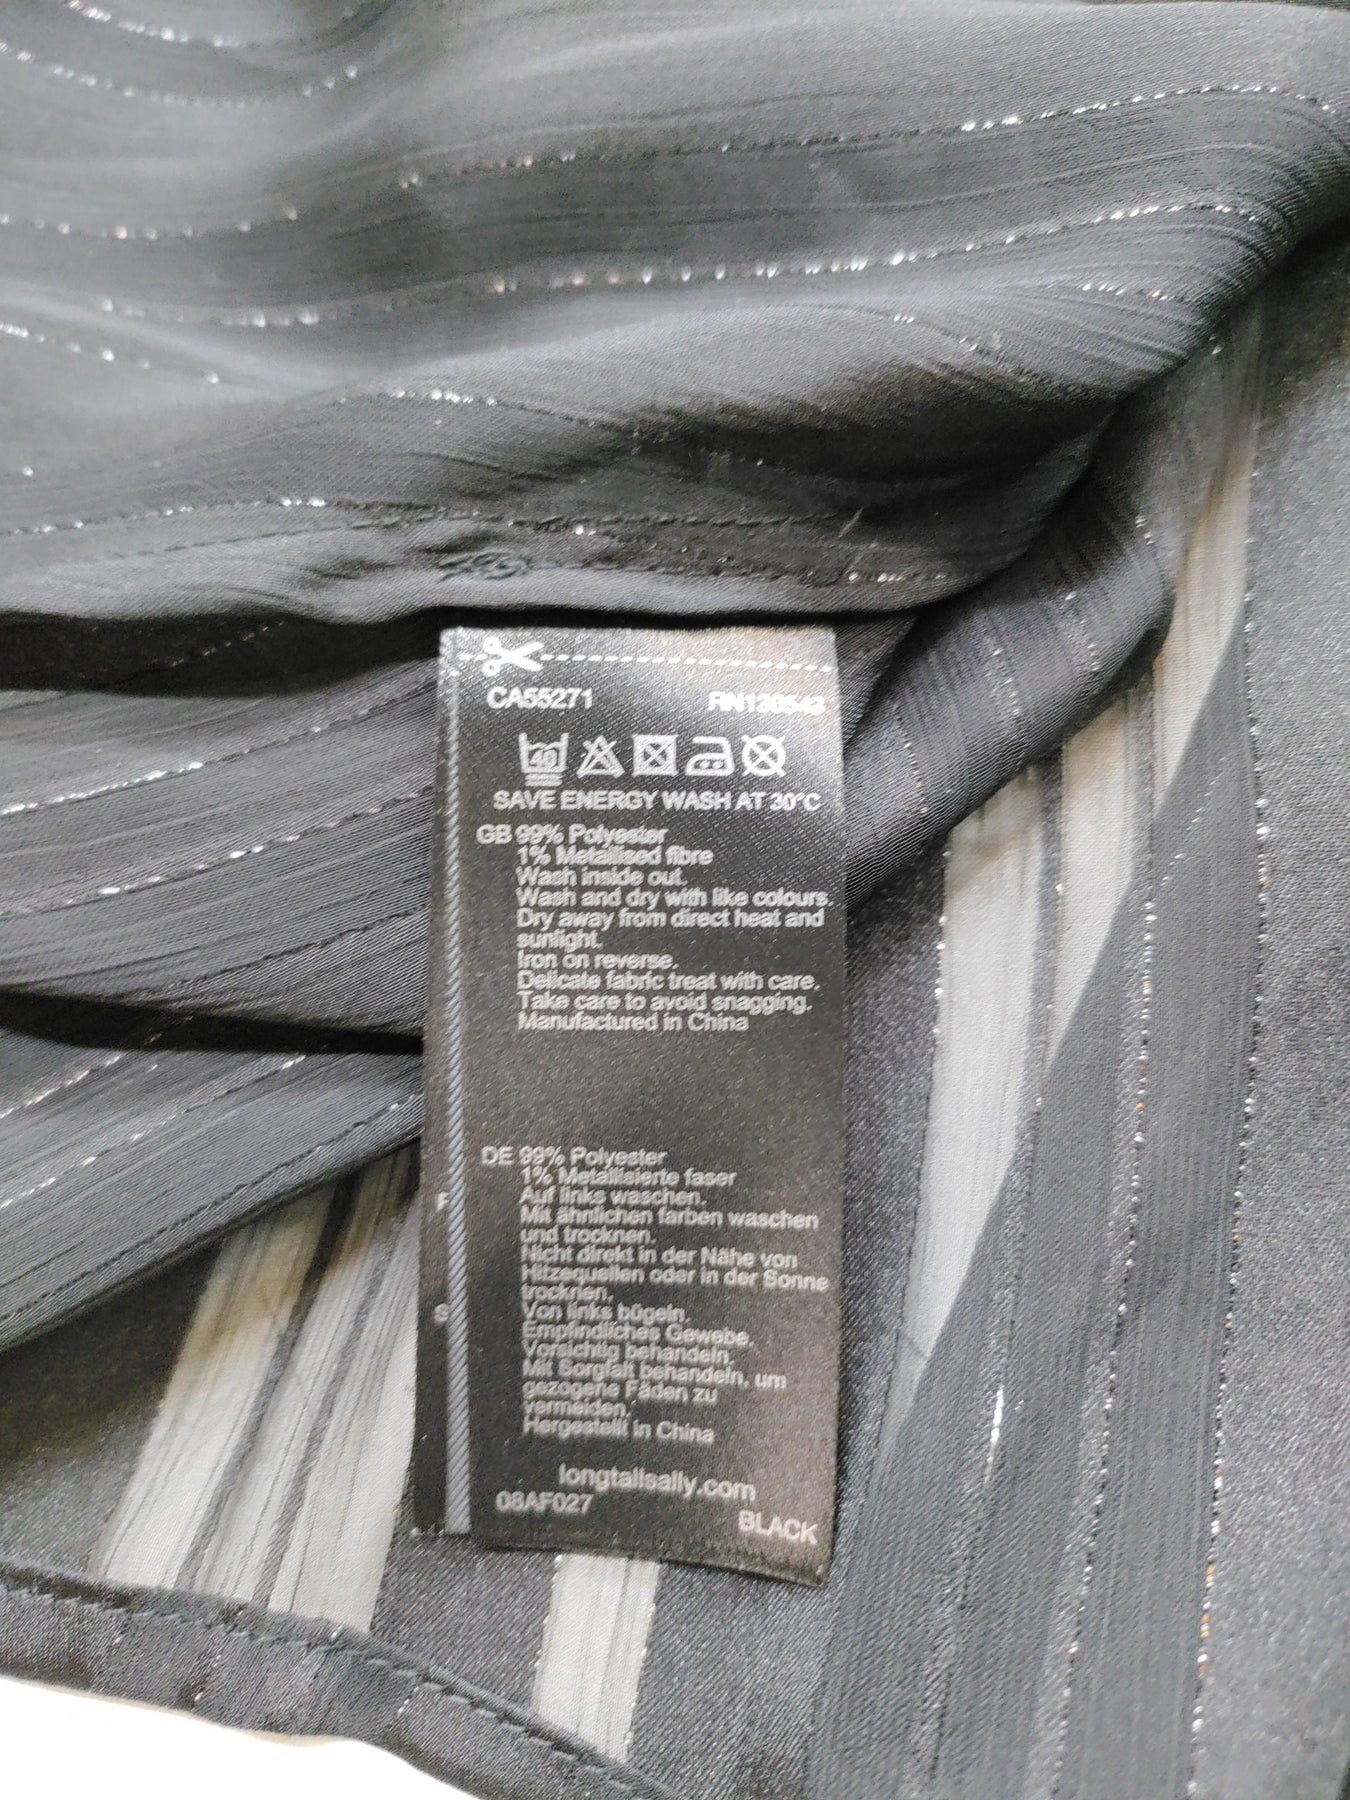 CA55271 RN130543
40
SAVE ENERGY WASH AT 30°C
GB 99% Polyester
1% Metallised fibre
Wash inside out.
Wash and dry with like colours.
Dry away from direct heat and
sunlight.
Iron on reverse.
Delicate fabric treat with care.
Take care to avoid snagging.
Manufactured in China
DE 99% Polyester
1% Metallisierte faser
Auf links waschen.
Mit ähnlichen farben waschen
und trocknen.
Nicht direkt in der Nähe von
Hitzequellen oder in der Sonne
trocknen.
Von links bügeln.
Empfindliches Gewebe.
Vorsichtig behandeln.
Mit Sorgfalt behandeln, um
gezogene Fäden zu
vermeiden.
Hergestellt in China
longtallsally.com
08AF027
BLACK